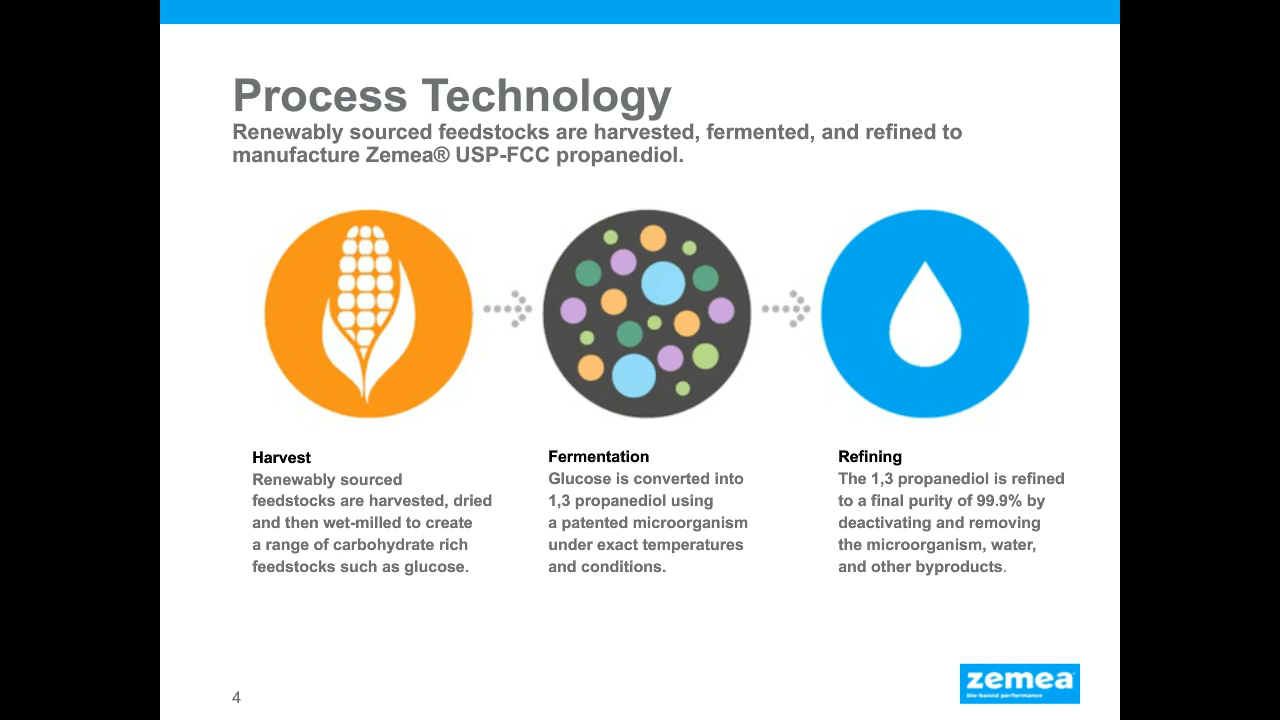 Process Technology
Renewably sourced feedstocks are harvested, fermented, and refined to
manufacture Zemea® USP-FCC propanediol.
Harvest
Renewably sourced
feedstocks are harvested, dried
and then wet-milled to create
a range of carbohydrate rich
feedstocks such as glucose.
Fermentation
Glucose is converted into
1,3 propanediol using
a patented microorganism
under exact temperatures
and conditions.
Refining
The 1,3 propanediol is refined
to a final purity of 99.9% by
deactivating and removing
the microorganism, water,
and other byproducts.
4
zemea
bio-based performance